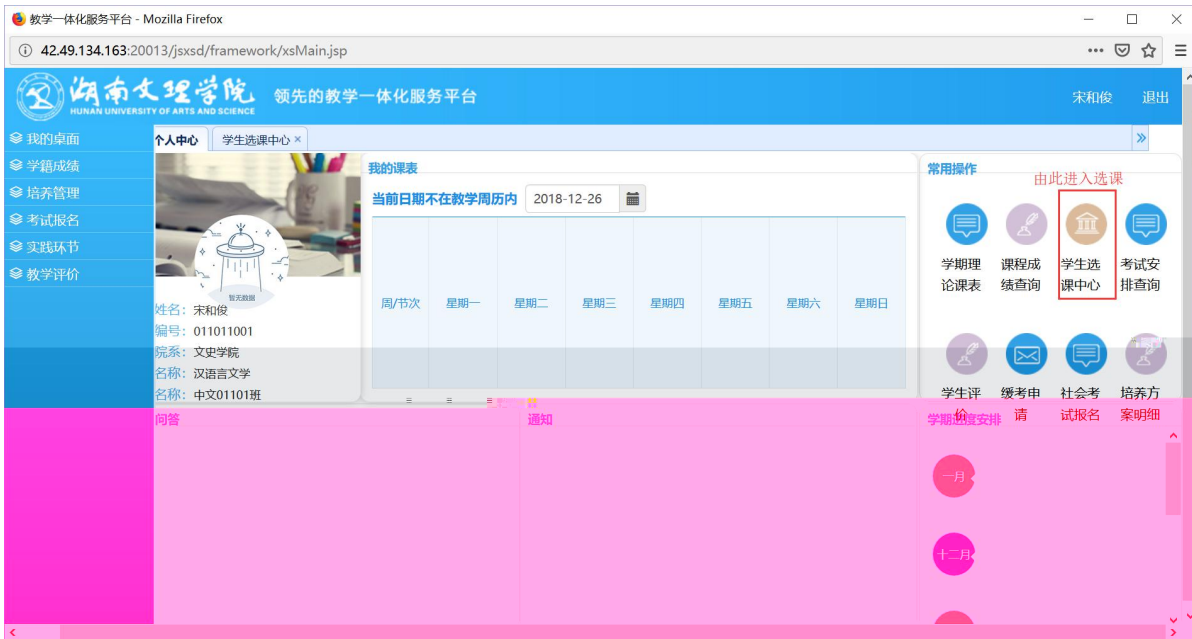 教学一体化服务平台 - Mozilla Firefox
42.49.134.163:20013/jsxsd/framework/xsMain.jsp
湖南文理学院
HUNAN UNIVERSITY OF ARTS AND SCIENCE
领先的教学一体化服务平台
宋和俊 退出
我的桌面
学籍成绩
培养管理
考试报名
实践环节
教学评价
个人中心 学生选课中心 ×
暂无数据
姓名：宋和俊
编号：011011001
院系：文史学院
名称：汉语言文学
名称：中文01101班
我的课表
当前日期不在教学周历内 2018-12-26
周/节次 星期一 星期二 星期三 星期四 星期五 星期六 星期日
常用操作
由此进入选课
学期理论课表
课程成绩查询
学生选课中心
考试安排查询
学生评价
缓考申请
社会考试报名
培养方案明细
问答
通知
学期进度安排
一月
十二月